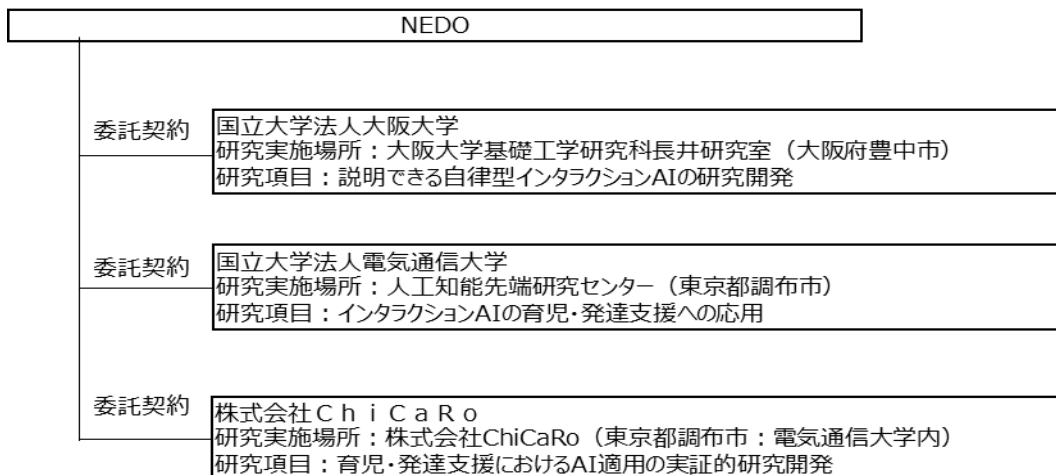 NEDO
委託契約
国立大学法人大阪大学
研究実施場所：大阪大学基礎工学研究科長井研究室（大阪府豊中市）
研究項目：説明できる自律型インタラクションAIの研究開発
委託契約
国立大学法人電気通信大学
研究実施場所：人工知能先端研究センター（東京都調布市）
研究項目：インタラクションAIの育児・発達支援への応用
委託契約
株式会社ＣｈｉＣａＲｏ
研究実施場所：株式会社ChiCaRo（東京都調布市：電気通信大学内）
研究項目：育児・発達支援におけるAI適用の実証的研究開発